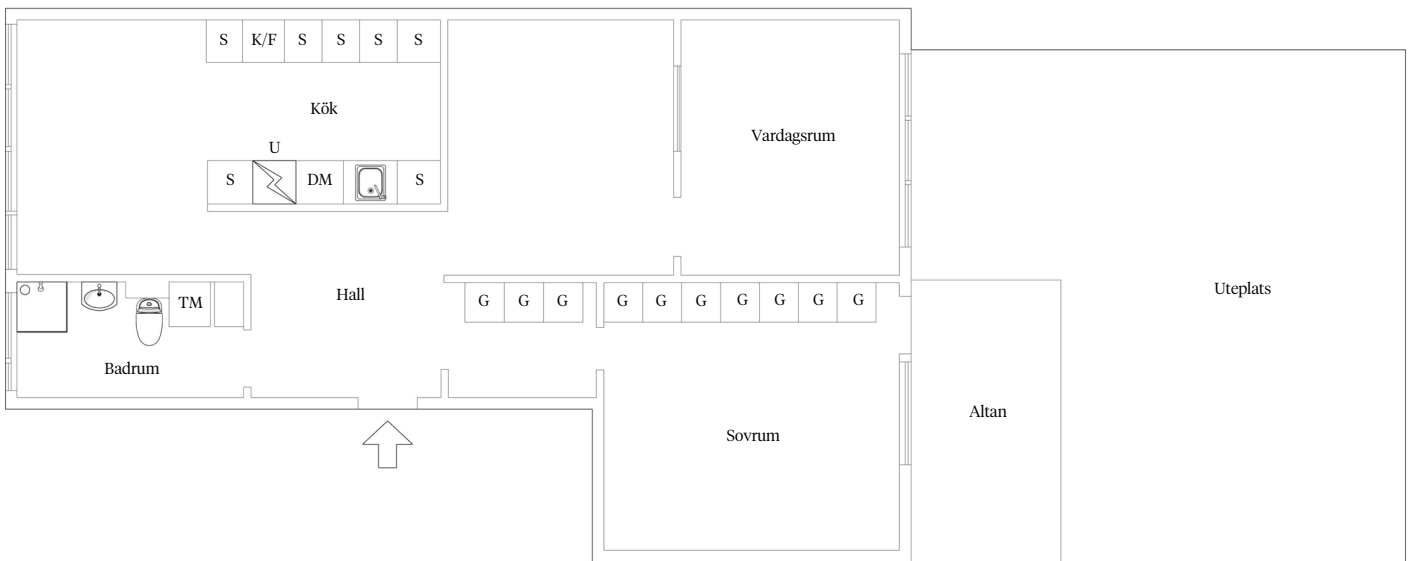 S K/F S S S S
Kök
Vardagsrum
U
S DM S
Uteplats
Hall
TM
G G G G G G G G G G
Badrum
Altan
Sovrum